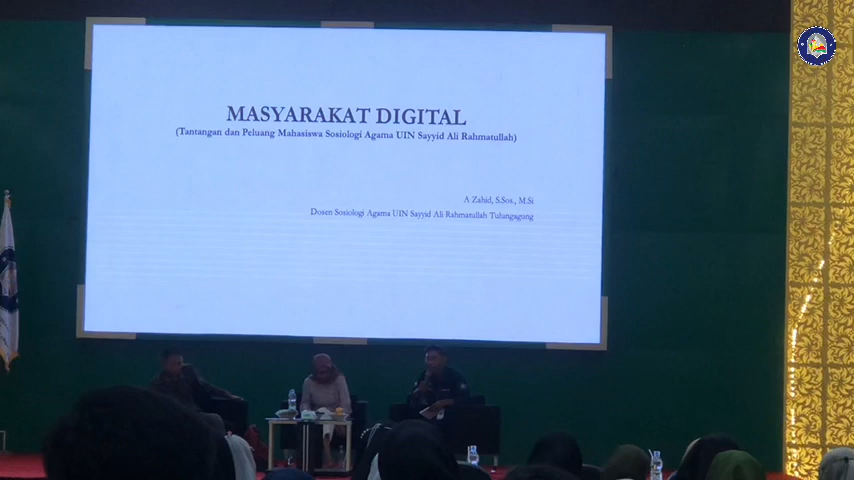 MASYARAKAT DIGITAL
(Tantangan dan Peluang Mahasiswa Sosiologi Agama UIN Sayyid Ali Rahmatullah)
A Zahid, S.Sos., M.Si
Dosen Sosiologi Agama UIN Sayyid Ali Rahmatullah Tulungagung